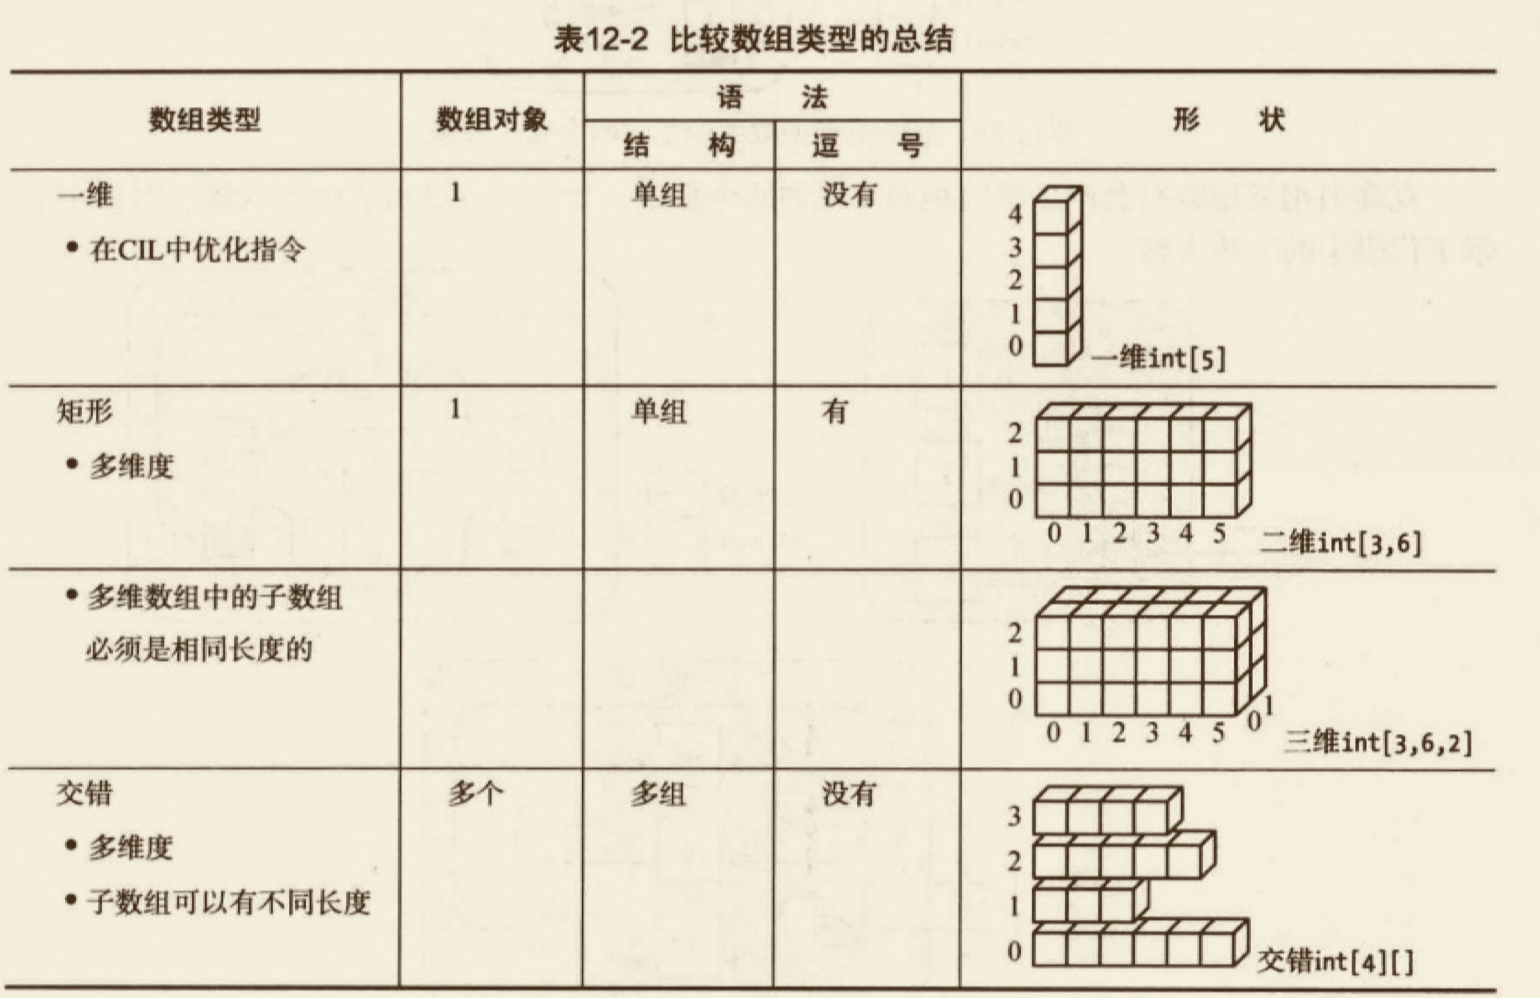 表12-2 比较数组类型的总结
数组类型 数组对象 语 法 形 状
结 构 逗 号
一维 1 单组 没有
• 在CIL中优化指令
4
3
2
1
0
一维int[5]
矩形 1 单组 有
• 多维度
2
1
0
0 1 2 3 4 5
二维int[3,6]
• 多维数组中的子数组
必须是相同长度的
2
1
0
0 1 2 3 4 5 0 1
三维int[3,6,2]
交错 多个 多组 没有
• 多维度
• 子数组可以有不同长度
3
2
1
0
交错int[4][]